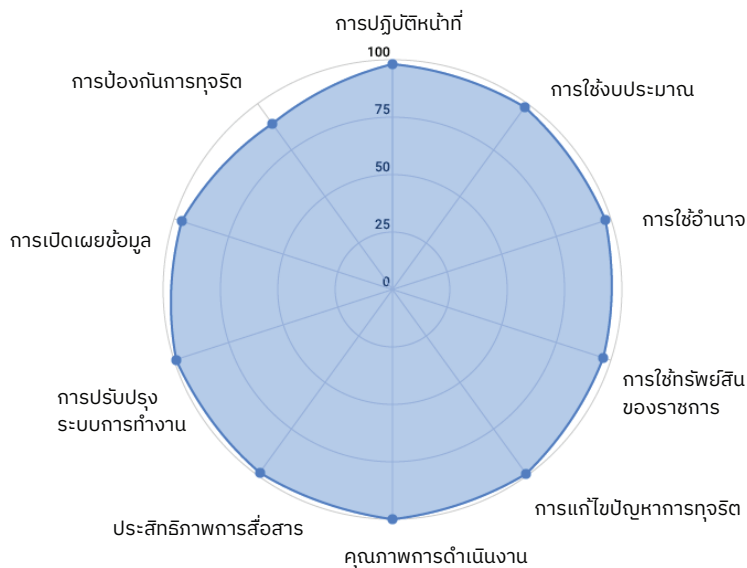 การปฏิบัติหน้าที่
100
การป้องกันการทุจริต
การใช้งบประมาณ
75
50
การใช้อำนาจ
25
การเปิดเผยข้อมูล
0
การใช้ทรัพย์สิน
ของราชการ
การปรับปรุง
ระบบการทำงาน
การแก้ไขปัญหาการทุจริต
ประสิทธิภาพการสื่อสาร
คุณภาพการดำเนินงาน